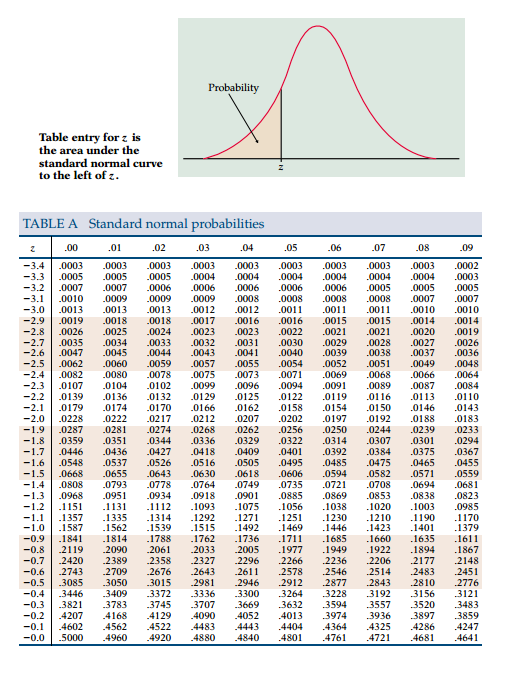 Probability
Table entry for z is
the area under the
standard normal curve
to the left of z.
z
TABLE A Standard normal probabilities
z .00 .01 .02 .03 .04 .05 .06 .07 .08 .09
−3.4 .0003 .0003 .0003 .0003 .0003 .0003 .0003 .0003 .0003 .0002
−3.3 .0005 .0005 .0005 .0004 .0004 .0004 .0004 .0004 .0004 .0003
−3.2 .0007 .0007 .0006 .0006 .0006 .0006 .0006 .0005 .0005 .0005
−3.1 .0010 .0009 .0009 .0009 .0008 .0008 .0008 .0008 .0007 .0007
−3.0 .0013 .0013 .0013 .0012 .0012 .0011 .0011 .0011 .0010 .0010
−2.9 .0019 .0018 .0018 .0017 .0016 .0016 .0015 .0015 .0014 .0014
−2.8 .0026 .0025 .0024 .0023 .0023 .0022 .0021 .0021 .0020 .0019
−2.7 .0035 .0034 .0033 .0032 .0031 .0030 .0029 .0028 .0027 .0026
−2.6 .0047 .0045 .0044 .0043 .0041 .0040 .0039 .0038 .0037 .0036
−2.5 .0062 .0060 .0059 .0057 .0055 .0054 .0052 .0051 .0049 .0048
−2.4 .0082 .0080 .0078 .0075 .0073 .0071 .0069 .0068 .0066 .0064
−2.3 .0107 .0104 .0102 .0099 .0096 .0094 .0091 .0089 .0087 .0084
−2.2 .0139 .0136 .0132 .0129 .0125 .0122 .0119 .0116 .0113 .0110
−2.1 .0179 .0174 .0170 .0166 .0162 .0158 .0154 .0150 .0146 .0143
−2.0 .0228 .0222 .0217 .0212 .0207 .0202 .0197 .0192 .0188 .0183
−1.9 .0287 .0281 .0274 .0268 .0262 .0256 .0250 .0244 .0239 .0233
−1.8 .0359 .0351 .0344 .0336 .0329 .0322 .0314 .0307 .0301 .0294
−1.7 .0446 .0436 .0427 .0418 .0409 .0401 .0392 .0384 .0375 .0367
−1.6 .0548 .0537 .0526 .0516 .0505 .0495 .0485 .0475 .0465 .0455
−1.5 .0668 .0655 .0643 .0630 .0618 .0606 .0594 .0582 .0571 .0559
−1.4 .0808 .0793 .0778 .0764 .0749 .0735 .0721 .0708 .0694 .0681
−1.3 .0968 .0951 .0934 .0918 .0901 .0885 .0869 .0853 .0838 .0823
−1.2 .1151 .1131 .1112 .1093 .1075 .1056 .1038 .1020 .1003 .0985
−1.1 .1357 .1335 .1314 .1292 .1271 .1251 .1230 .1210 .1190 .1170
−1.0 .1587 .1562 .1539 .1515 .1492 .1469 .1446 .1423 .1401 .1379
−0.9 .1841 .1814 .1788 .1762 .1736 .1711 .1685 .1660 .1635 .1611
−0.8 .2119 .2090 .2061 .2033 .2005 .1977 .1949 .1922 .1894 .1867
−0.7 .2420 .2389 .2358 .2327 .2296 .2266 .2236 .2206 .2177 .2148
−0.6 .2743 .2709 .2676 .2643 .2611 .2578 .2546 .2514 .2483 .2451
−0.5 .3085 .3050 .3015 .2981 .2946 .2912 .2877 .2843 .2810 .2776
−0.4 .3446 .3409 .3372 .3336 .3300 .3264 .3228 .3192 .3156 .3121
−0.3 .3821 .3783 .3745 .3707 .3669 .3632 .3594 .3557 .3520 .3483
−0.2 .4207 .4168 .4129 .4090 .4052 .4013 .3974 .3936 .3897 .3859
−0.1 .4602 .4562 .4522 .4483 .4443 .4404 .4364 .4325 .4286 .4247
−0.0 .5000 .4960 .4920 .4880 .4840 .4801 .4761 .4721 .4681 .4641